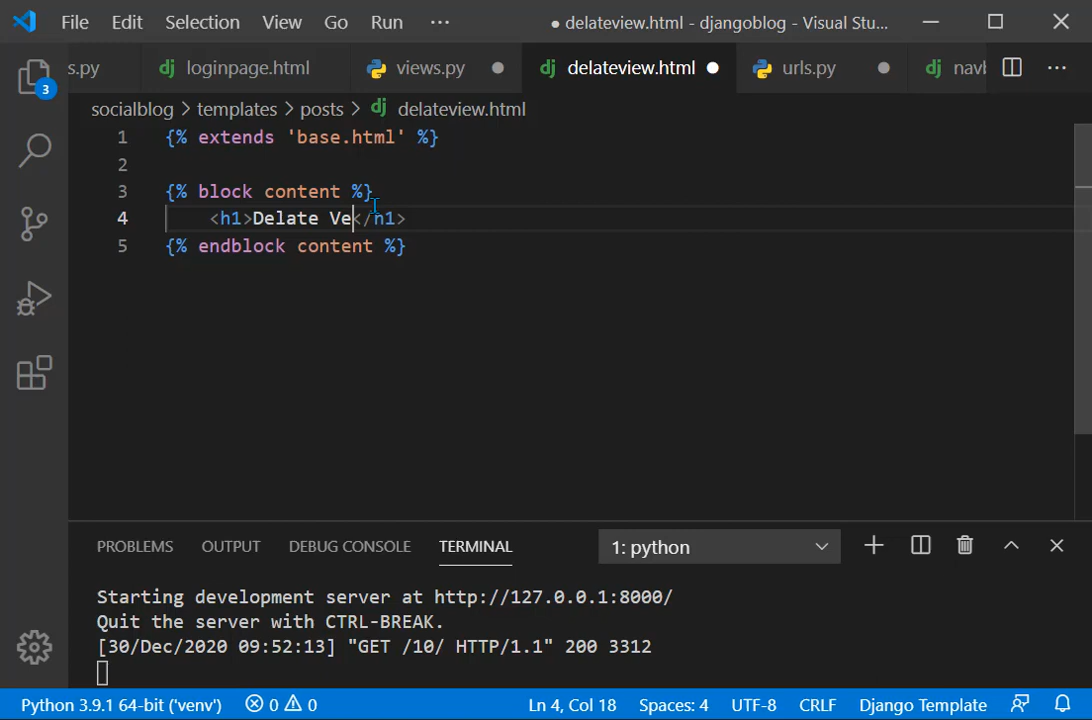 File Edit Selection View Go Run ··· ● delateview.html - djangoblog - Visual Stu...
s.py loginpage.html views.py ● delateview.html ● urls.py ● navb ···
3
socialblog > templates > posts > delateview.html
1 {% extends 'base.html' %}
2
3 {% block content %}
4 <h1>Delate Ve</h1>
5 {% endblock content %}
PROBLEMS OUTPUT DEBUG CONSOLE TERMINAL 1: python
Starting development server at http://127.0.0.1:8000/
Quit the server with CTRL-BREAK.
[30/Dec/2020 09:52:13] "GET /10/ HTTP/1.1" 200 3312
Python 3.9.1 64-bit ('venv') 0 0 Ln 4, Col 18 Spaces: 4 UTF-8 CRLF Django Template